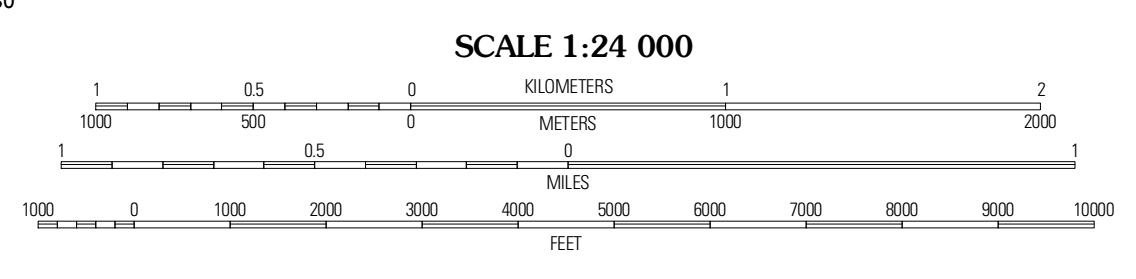 SCALE 1:24 000
1 0.5 0 KILOMETERS 1 2
1000 500 0 METERS 1000 2000
1 0.5 0 1
MILES
1000 0 1000 2000 3000 4000 5000 6000 7000 8000 9000 10000
FEET